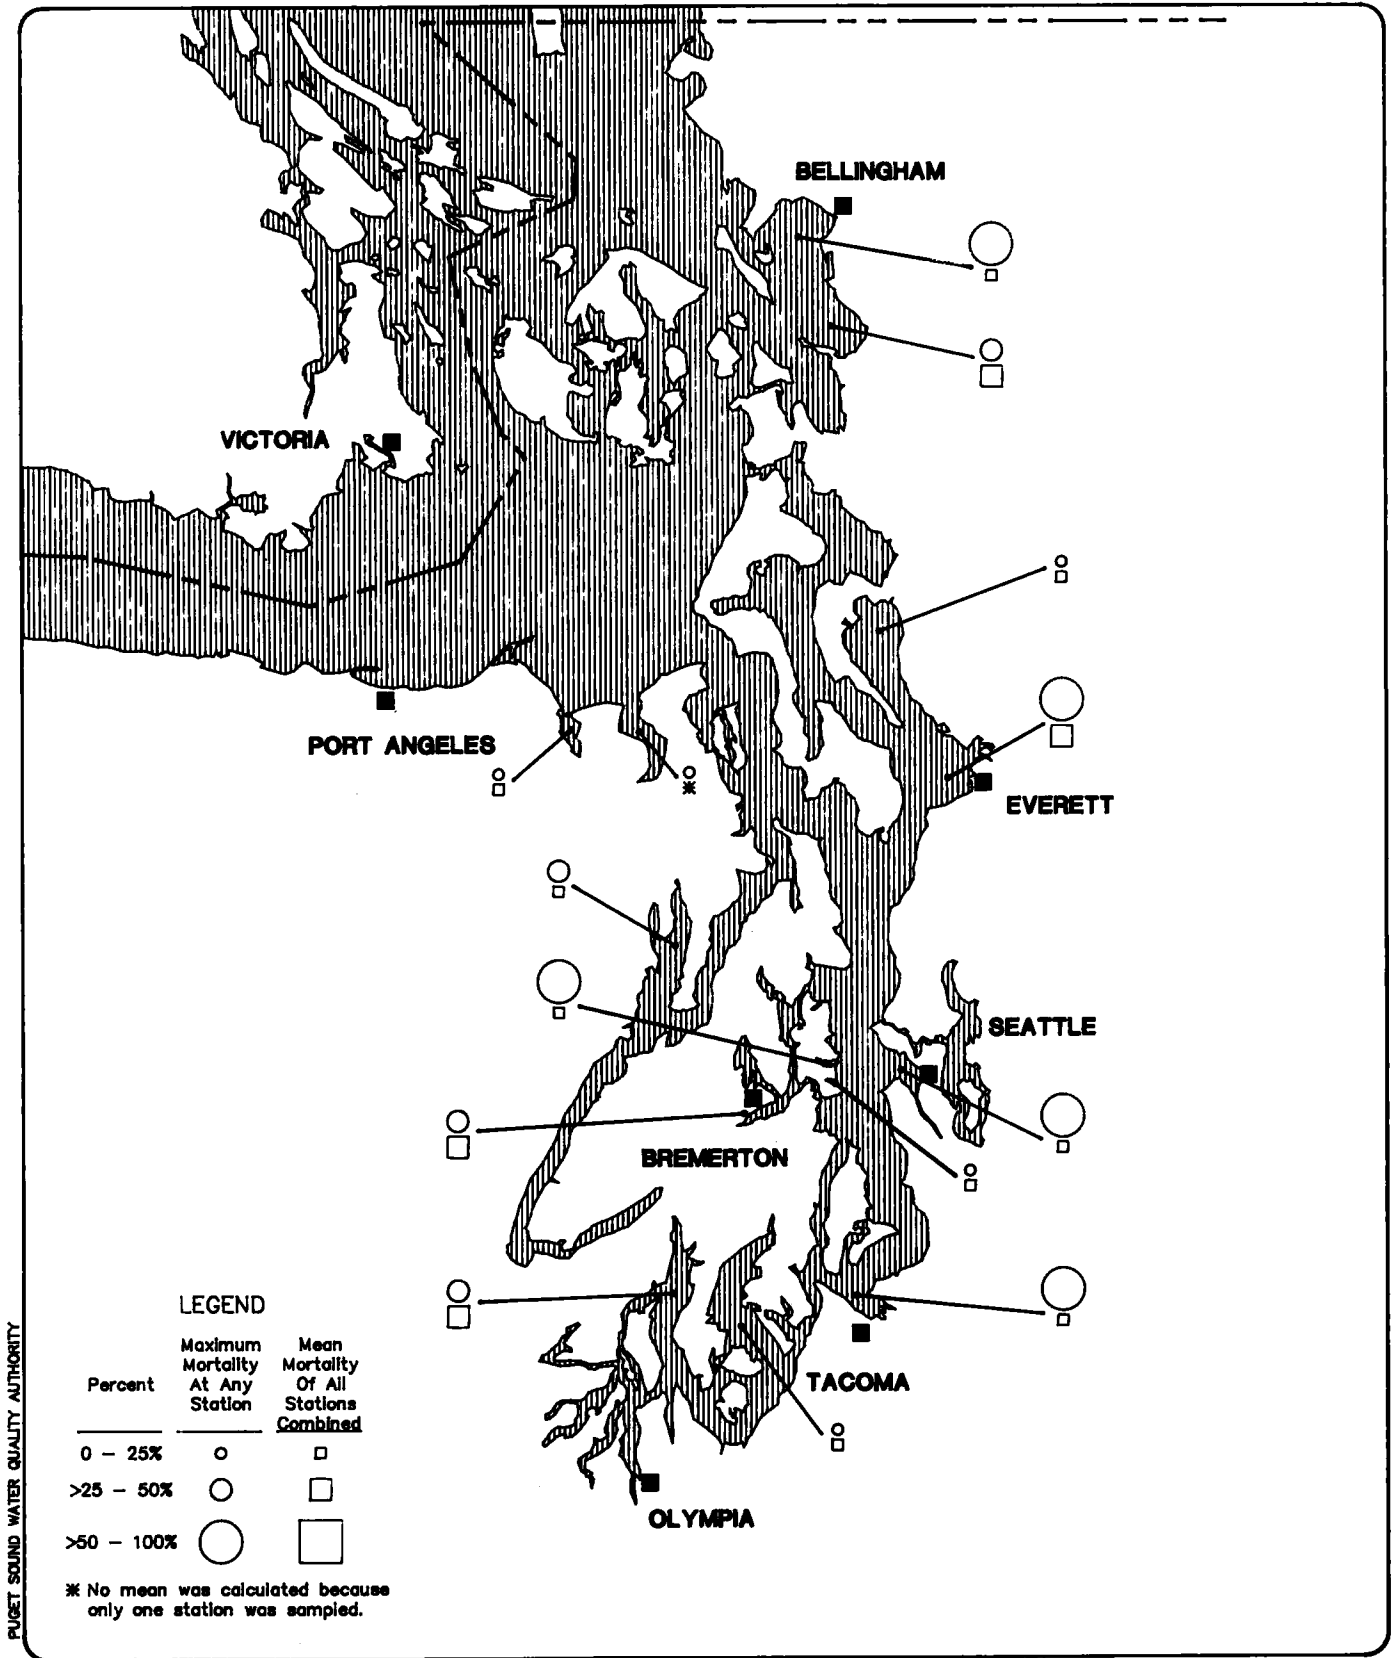 BELLINGHAM
VICTORIA
PORT ANGELES
EVERETT
SEATTLE
BREMERTON
TACOMA
OLYMPIA
LEGEND
Percent
Maximum
Mortality
At Any
Station
Mean
Mortality
Of All
Stations
Combined
0 – 25%
>25 – 50%
>50 – 100%
⁎ No mean was calculated because
only one station was sampled.
PUGET SOUND WATER QUALITY AUTHORITY